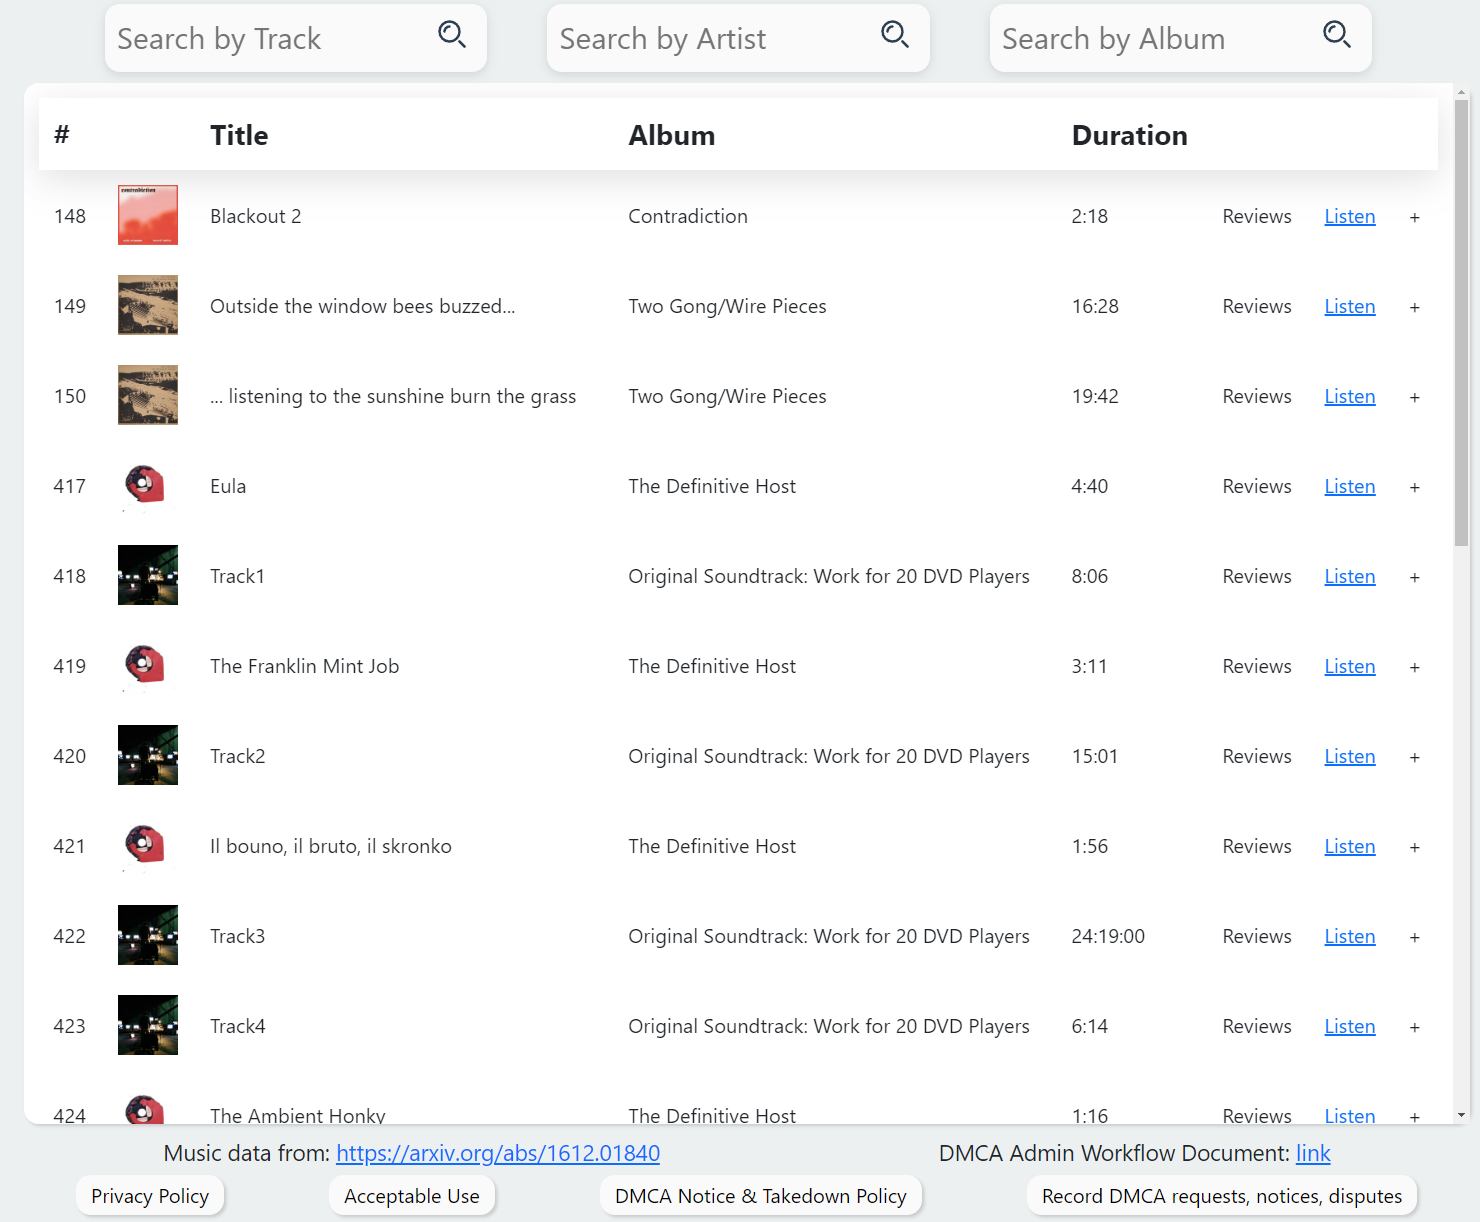 Search by Track Search by Artist Search by Album
# Title Album Duration
148 Blackout 2 Contradiction 2:18 Reviews Listen +
149 Outside the window bees buzzed... Two Gong/Wire Pieces 16:28 Reviews Listen +
150 ... listening to the sunshine burn the grass Two Gong/Wire Pieces 19:42 Reviews Listen +
417 Eula The Definitive Host 4:40 Reviews Listen +
418 Track1 Original Soundtrack: Work for 20 DVD Players 8:06 Reviews Listen +
419 The Franklin Mint Job The Definitive Host 3:11 Reviews Listen +
420 Track2 Original Soundtrack: Work for 20 DVD Players 15:01 Reviews Listen +
421 Il bouno, il bruto, il skronko The Definitive Host 1:56 Reviews Listen +
422 Track3 Original Soundtrack: Work for 20 DVD Players 24:19:00 Reviews Listen +
423 Track4 Original Soundtrack: Work for 20 DVD Players 6:14 Reviews Listen +
424 The Ambient Honky The Definitive Host 1:16 Reviews Listen +
Music data from: https://arxiv.org/abs/1612.01840 DMCA Admin Workflow Document: link
Privacy Policy Acceptable Use DMCA Notice & Takedown Policy Record DMCA requests, notices, disputes